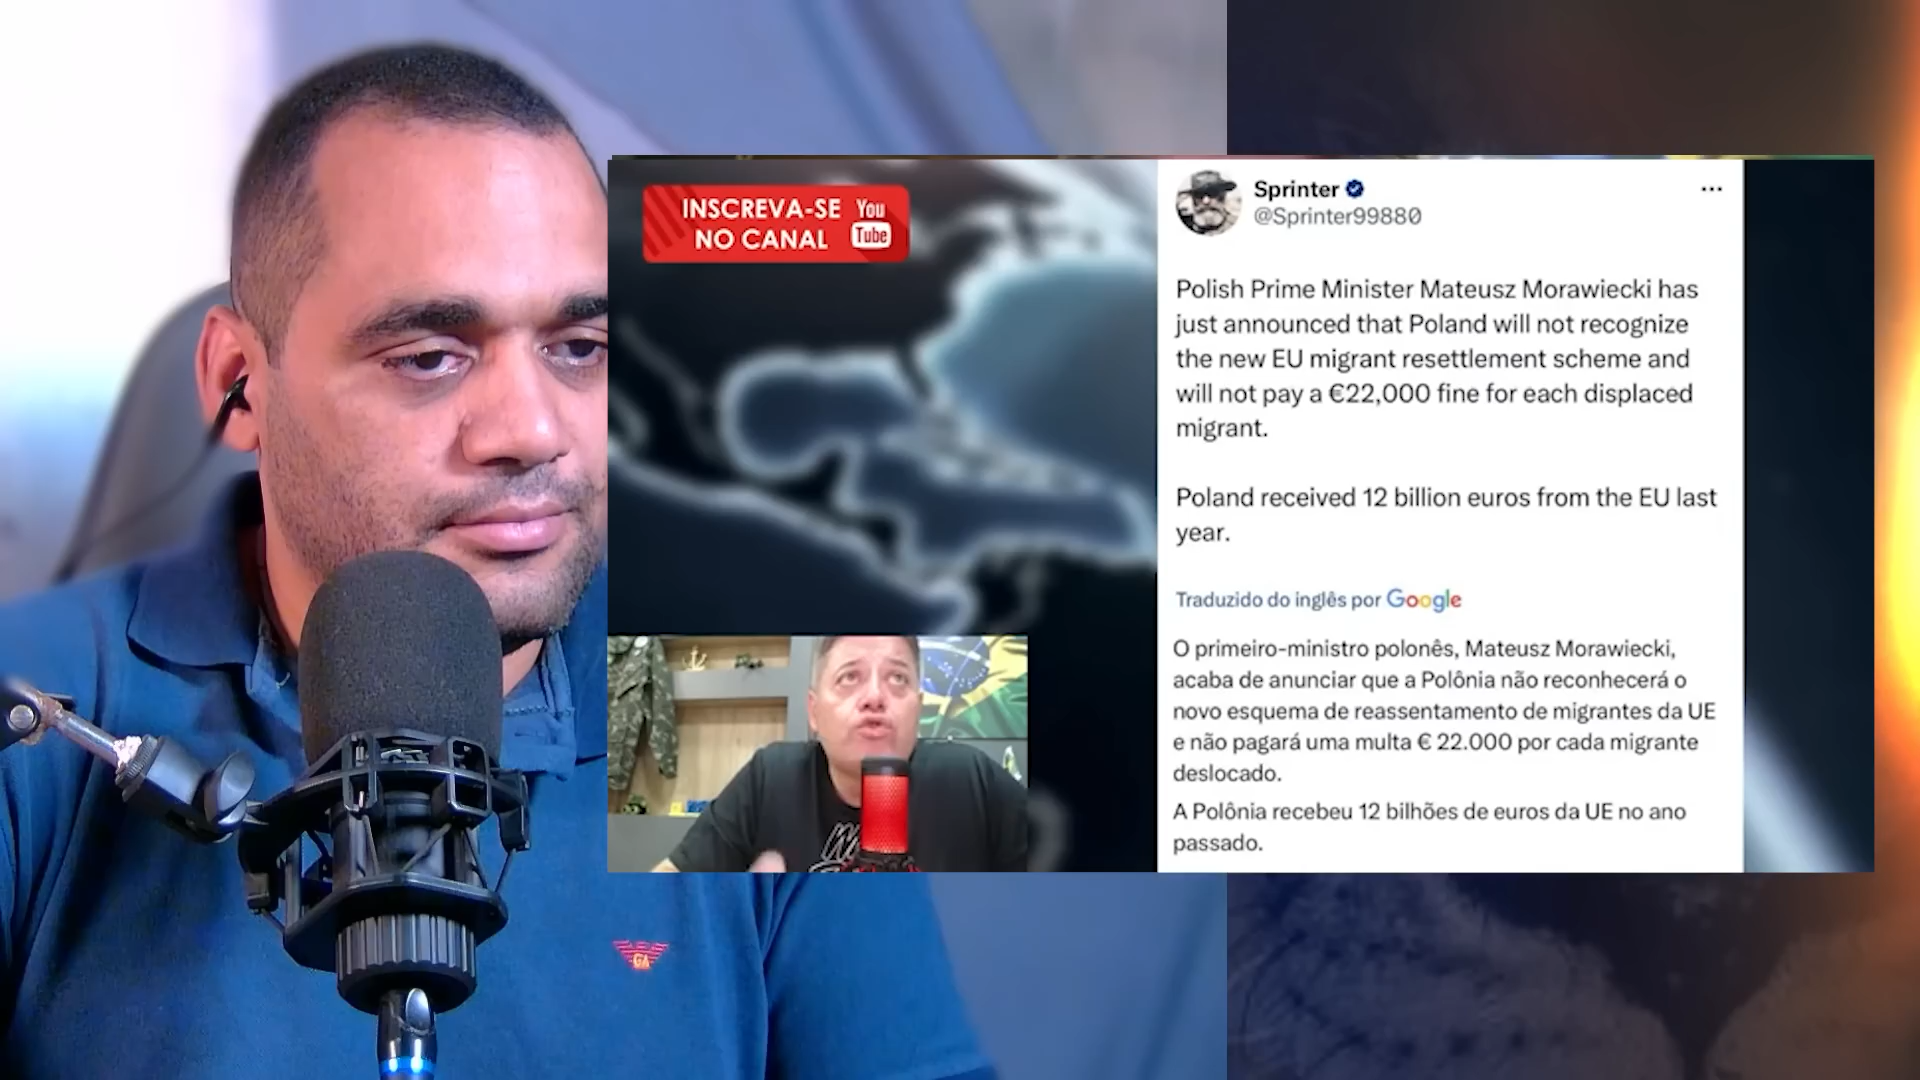 INSCREVA-SE
NO CANAL
You
Tube
Sprinter
@Sprinter99880
Polish Prime Minister Mateusz Morawiecki has
just announced that Poland will not recognize
the new EU migrant resettlement scheme and
will not pay a €22,000 fine for each displaced
migrant.
Poland received 12 billion euros from the EU last
year.
Traduzido do inglês por Google
O primeiro-ministro polonês, Mateusz Morawiecki,
acaba de anunciar que a Polônia não reconhecerá o
novo esquema de reassentamento de migrantes da UE
e não pagará uma multa € 22.000 por cada migrante
deslocado.
A Polônia recebeu 12 bilhões de euros da UE no ano
passado.
GA